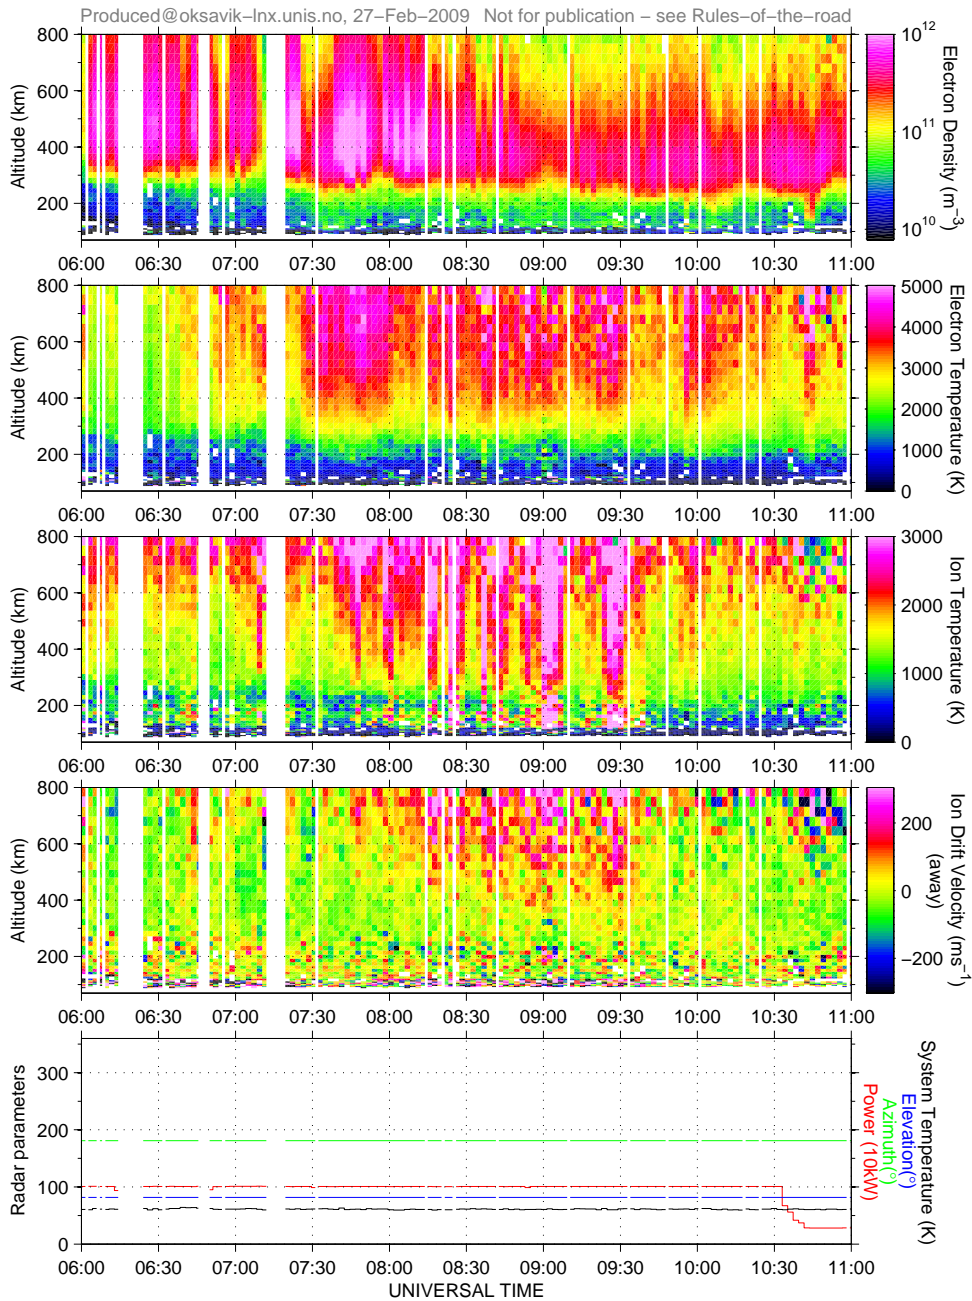 Produced@oksavik−lnx.unis.no, 27−Feb−2009   Not for publication − see Rules−of−the−road
800
600
400
200
Altitude (km)
06:00 06:30 07:00 07:30 08:00 08:30 09:00 09:30 10:00 10:30 11:00
10^12
10^11
10^10
Electron Density (m^−3)
800
600
400
200
Altitude (km)
06:00 06:30 07:00 07:30 08:00 08:30 09:00 09:30 10:00 10:30 11:00
5000
4000
3000
2000
1000
0
Electron Temperature (K)
800
600
400
200
Altitude (km)
06:00 06:30 07:00 07:30 08:00 08:30 09:00 09:30 10:00 10:30 11:00
3000
2000
1000
0
Ion Temperature (K)
800
600
400
200
Altitude (km)
06:00 06:30 07:00 07:30 08:00 08:30 09:00 09:30 10:00 10:30 11:00
200
0
−200
Ion Drift Velocity (ms^−1)
(away)
300
200
100
0
Radar parameters
06:00 06:30 07:00 07:30 08:00 08:30 09:00 09:30 10:00 10:30 11:00
UNIVERSAL TIME
System Temperature (K)
Elevation(°)
Azimuth(°)
Power (10kW)